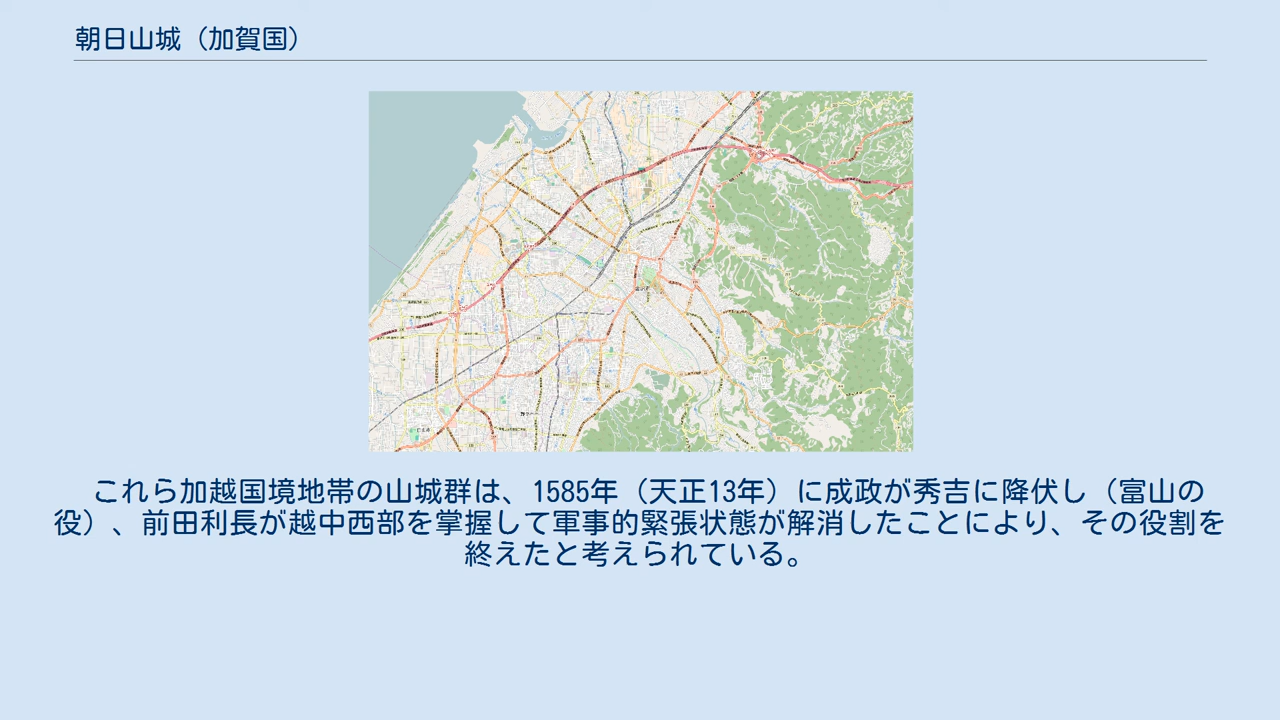 朝日山城（加賀国）
これら加越国境地帯の山城群は、1585年（天正13年）に成政が秀吉に降伏し（富山の
役）、前田利長が越中西部を掌握して軍事的緊張状態が解消したことにより、その役割を
終えたと考えられている。